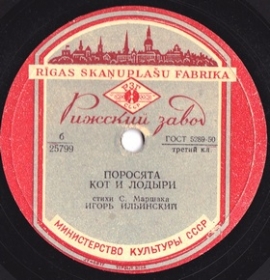 RĪGAS SKAŅUPLAŠU FABRIKA
РЗГ
Рижский завод
б
25799
ГОСТ 5289-50
третий кл.
ПОРОСЯТА
КОТ И ЛОДЫРИ
стихи С. Маршака
ИГОРЬ ИЛЬИНСКИЙ
МИНИСТЕРСТВО КУЛЬТУРЫ СССР